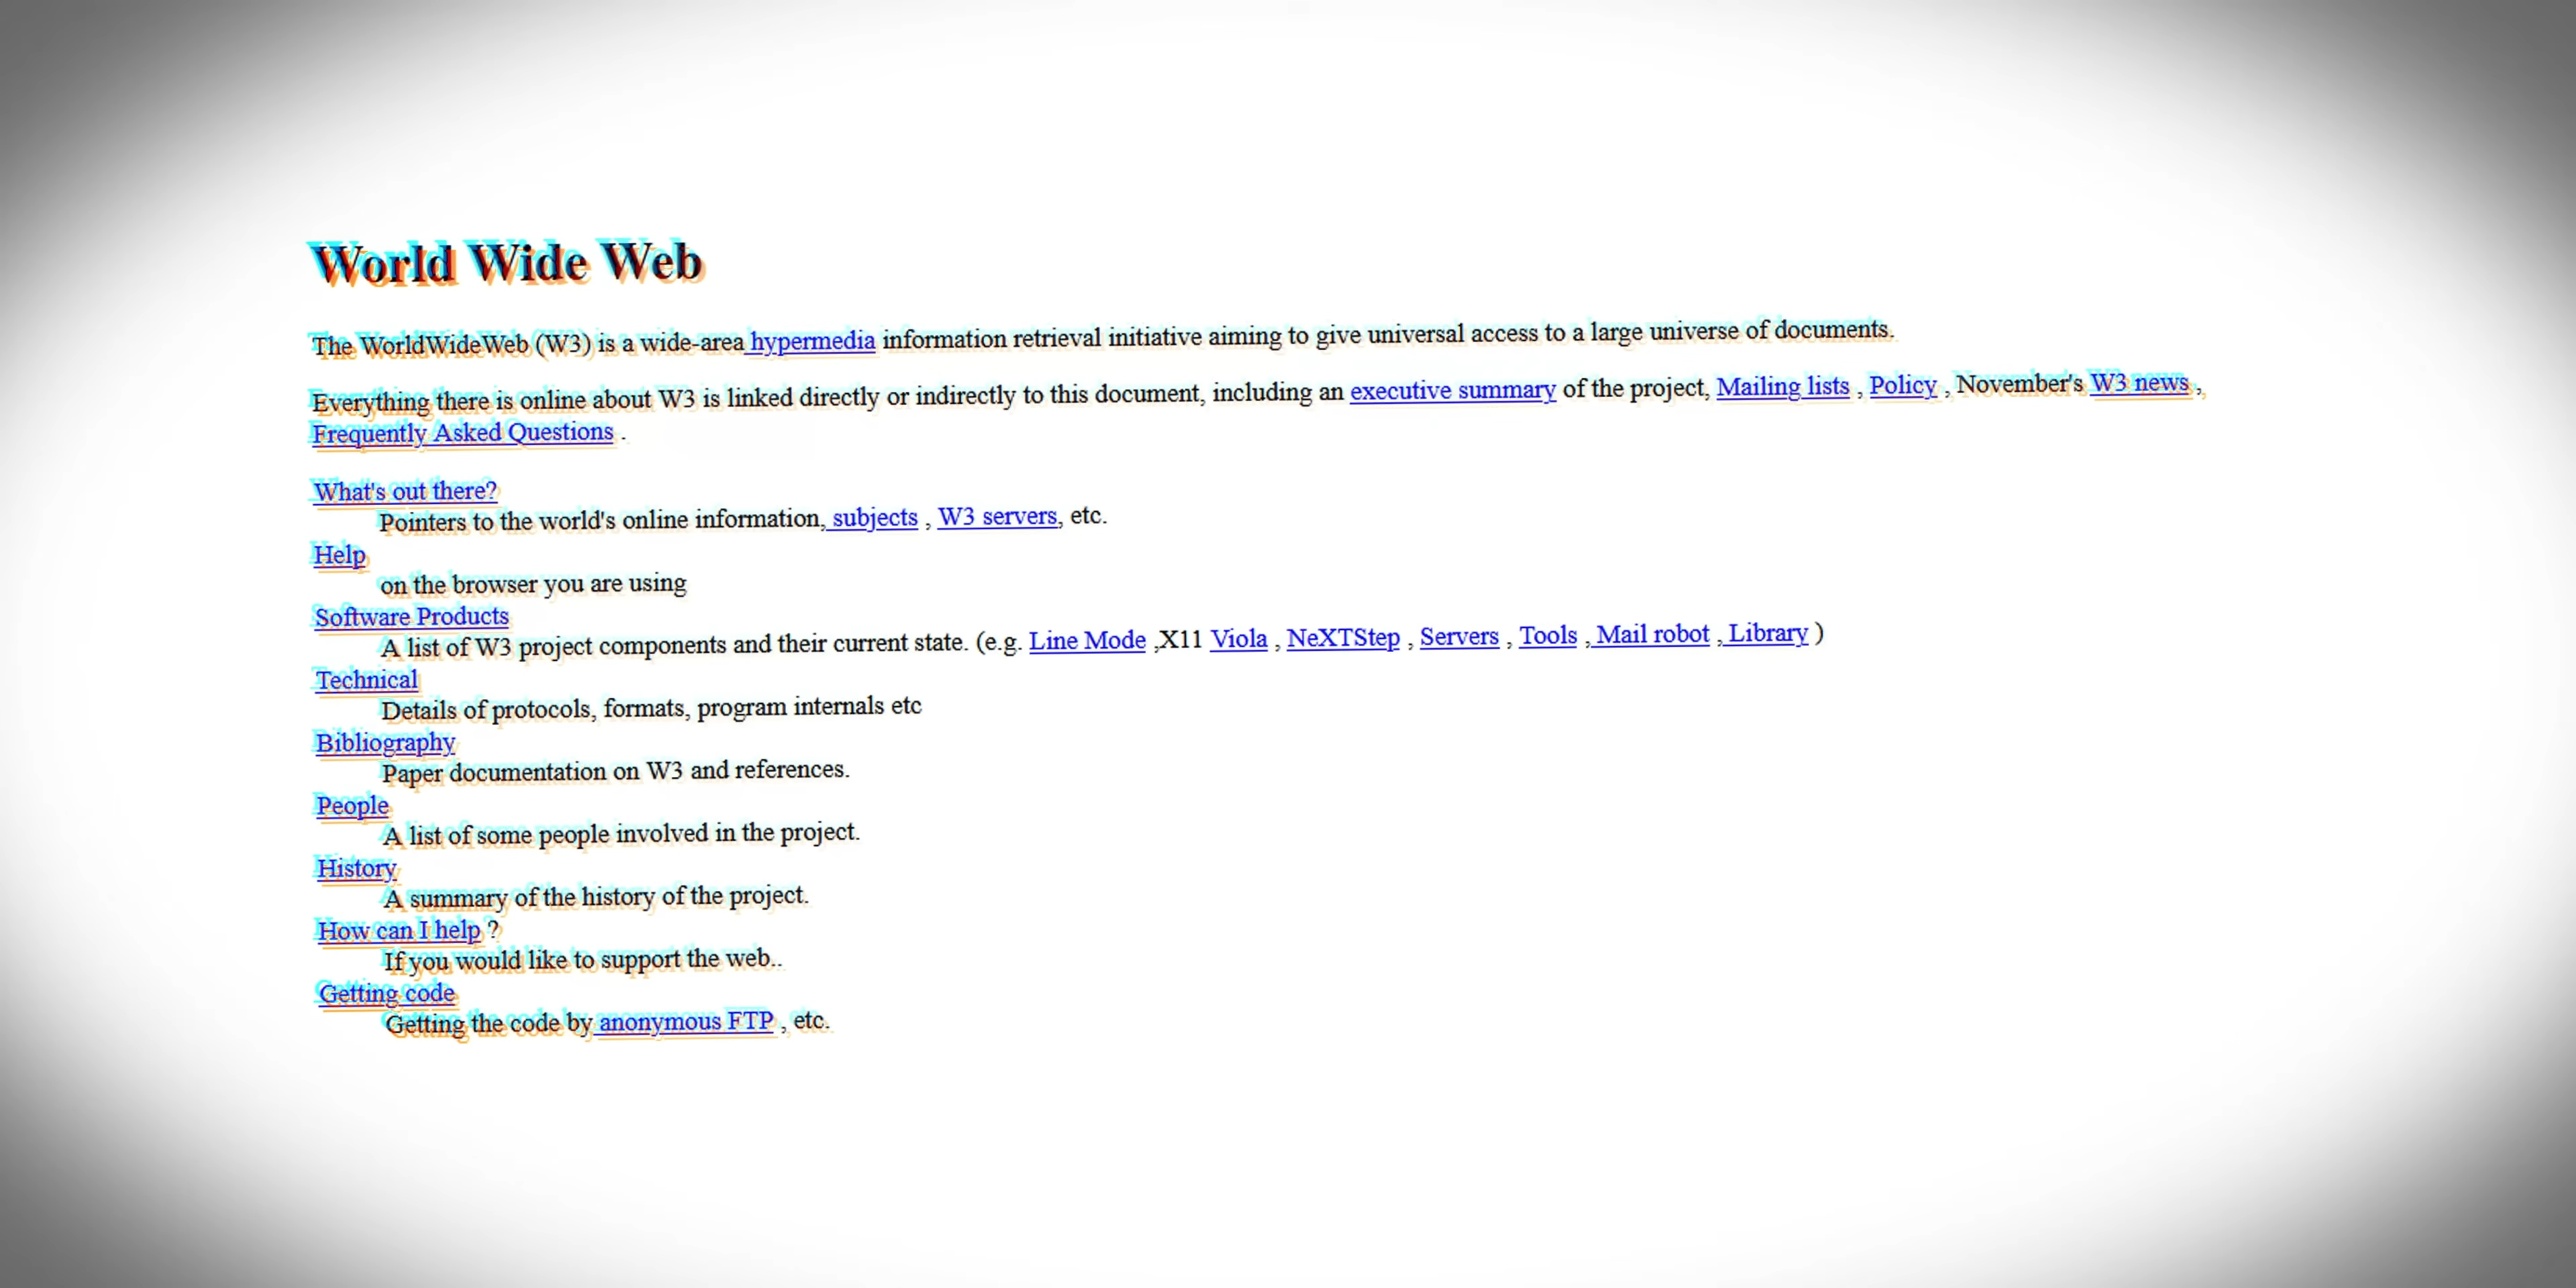 World Wide Web
The WorldWideWeb (W3) is a wide-area hypermedia information retrieval initiative aiming to give universal access to a large universe of documents.
Everything there is online about W3 is linked directly or indirectly to this document, including an executive summary of the project, Mailing lists , Policy , November's W3 news ,
Frequently Asked Questions .
What's out there?
Pointers to the world's online information, subjects , W3 servers, etc.
Help
on the browser you are using
Software Products
A list of W3 project components and their current state. (e.g. Line Mode ,X11 Viola , NeXTStep , Servers , Tools , Mail robot , Library )
Technical
Details of protocols, formats, program internals etc
Bibliography
Paper documentation on W3 and references.
People
A list of some people involved in the project.
History
A summary of the history of the project.
How can I help ?
If you would like to support the web..
Getting code
Getting the code by anonymous FTP , etc.